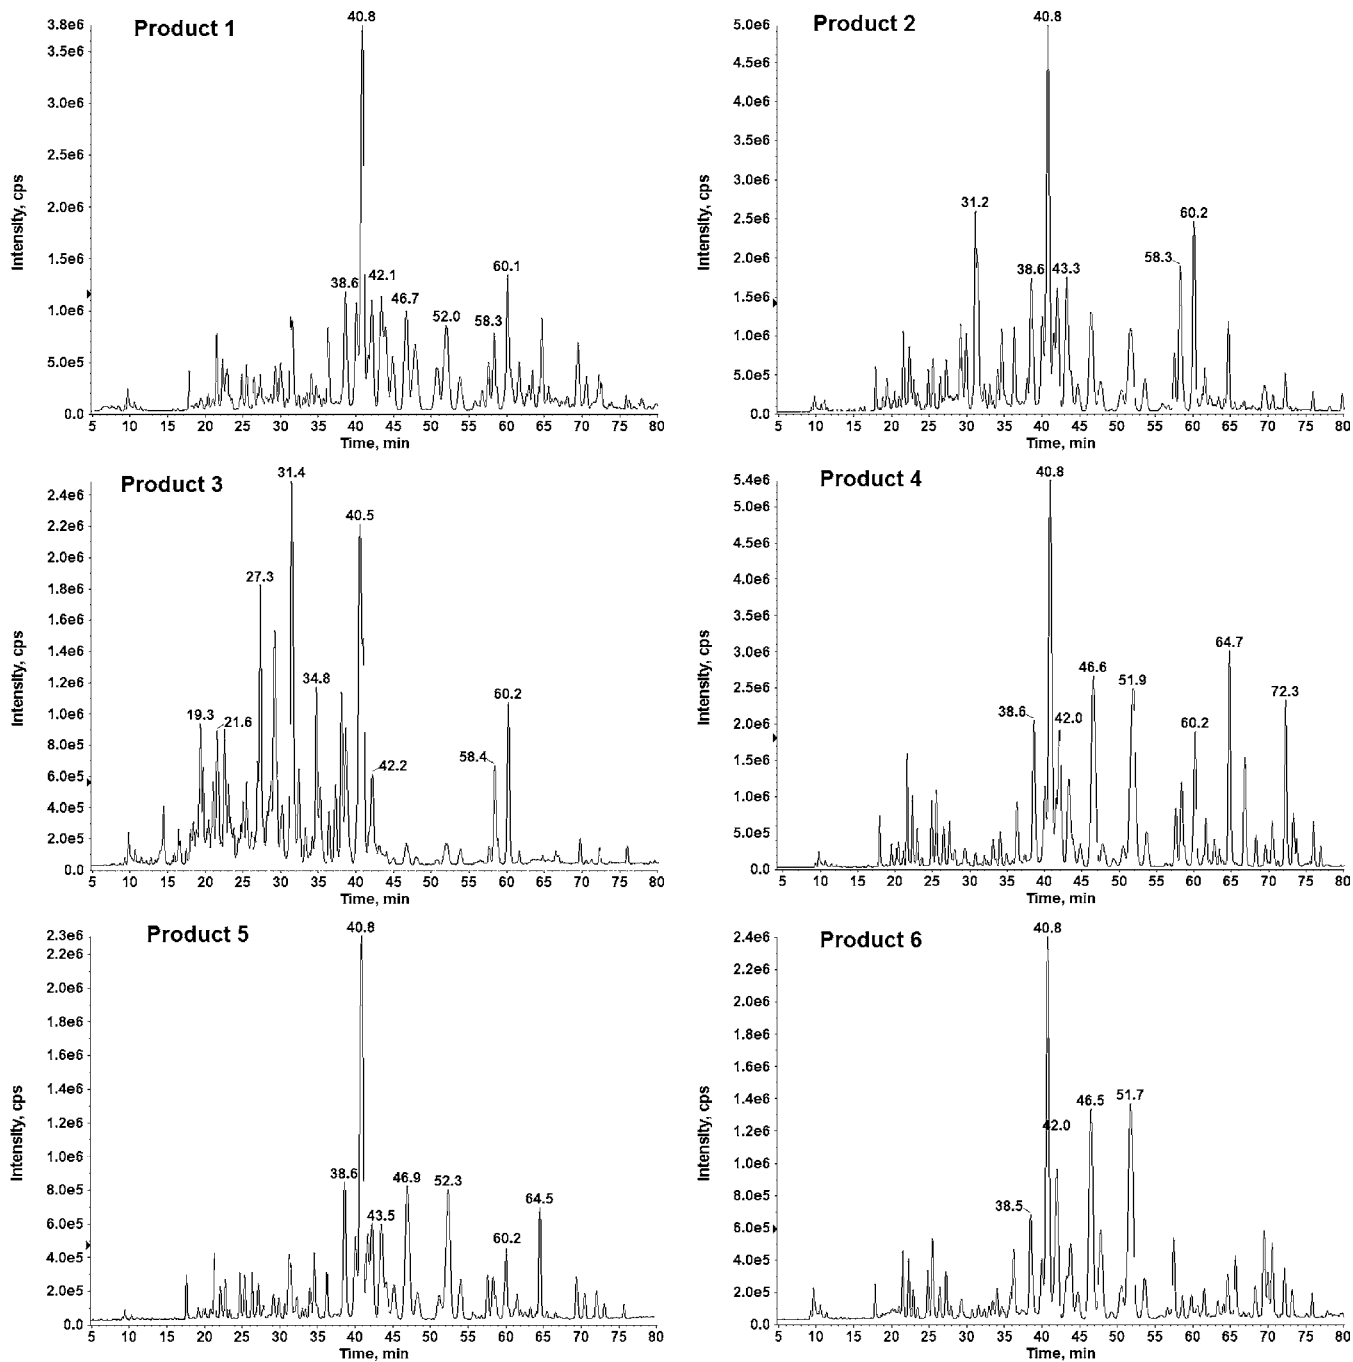 Product 1
40.8
3.8e6
3.5e6
3.0e6
2.5e6
2.0e6
1.5e6
1.0e6
5.0e5
0.0
Intensity, cps
38.6
42.1
46.7
52.0
58.3
60.1
5 10 15 20 25 30 35 40 45 50 55 60 65 70 75 80
Time, min
Product 2
40.8
5.0e6
4.5e6
4.0e6
3.5e6
3.0e6
2.5e6
2.0e6
1.5e6
1.0e6
5.0e5
0.0
Intensity, cps
31.2
38.6
43.3
58.3
60.2
10 15 20 25 30 35 40 45 50 55 60 65 70 75 80
Time, min
Product 3
31.4
2.4e6
2.2e6
2.0e6
1.8e6
1.6e6
1.4e6
1.2e6
1.0e6
8.0e5
6.0e5
4.0e5
2.0e5
0.0
Intensity, cps
19.3
21.6
27.3
34.8
40.5
42.2
58.4
60.2
5 10 15 20 25 30 35 40 45 50 55 60 65 70 75 80
Time, min
Product 4
40.8
5.4e6
5.0e6
4.5e6
4.0e6
3.5e6
3.0e6
2.5e6
2.0e6
1.5e6
1.0e6
5.0e5
0.0
Intensity, cps
38.6
42.0
46.6
51.9
60.2
64.7
72.3
5 10 15 20 25 30 35 40 45 50 55 60 65 70 75 80
Time, min
Product 5
40.8
2.3e6
2.0e6
1.8e6
1.6e6
1.4e6
1.2e6
1.0e6
8.0e5
6.0e5
4.0e5
2.0e5
0.0
Intensity, cps
38.6
43.5
46.9
52.3
60.2
64.5
5 10 15 20 25 30 35 40 45 50 55 60 65 70 75 80
Time, min
Product 6
40.8
2.4e6
2.2e6
2.0e6
1.8e6
1.6e6
1.4e6
1.2e6
1.0e6
8.0e5
6.0e5
4.0e5
2.0e5
0.0
Intensity, cps
38.5
42.0
46.5
51.7
5 10 15 20 25 30 35 40 45 50 55 60 65 70 75 80
Time, min